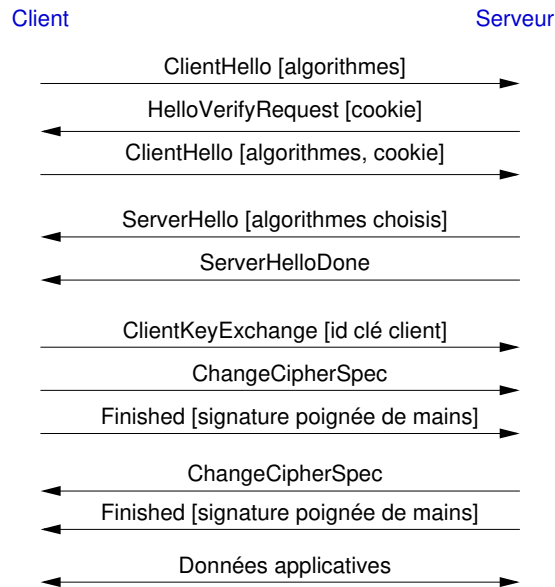 Client Serveur
ClientHello [algorithmes]
HelloVerifyRequest [cookie]
ClientHello [algorithmes, cookie]
ServerHello [algorithmes choisis]
ServerHelloDone
ClientKeyExchange [id clé client]
ChangeCipherSpec
Finished [signature poignée de mains]
ChangeCipherSpec
Finished [signature poignée de mains]
Données applicatives